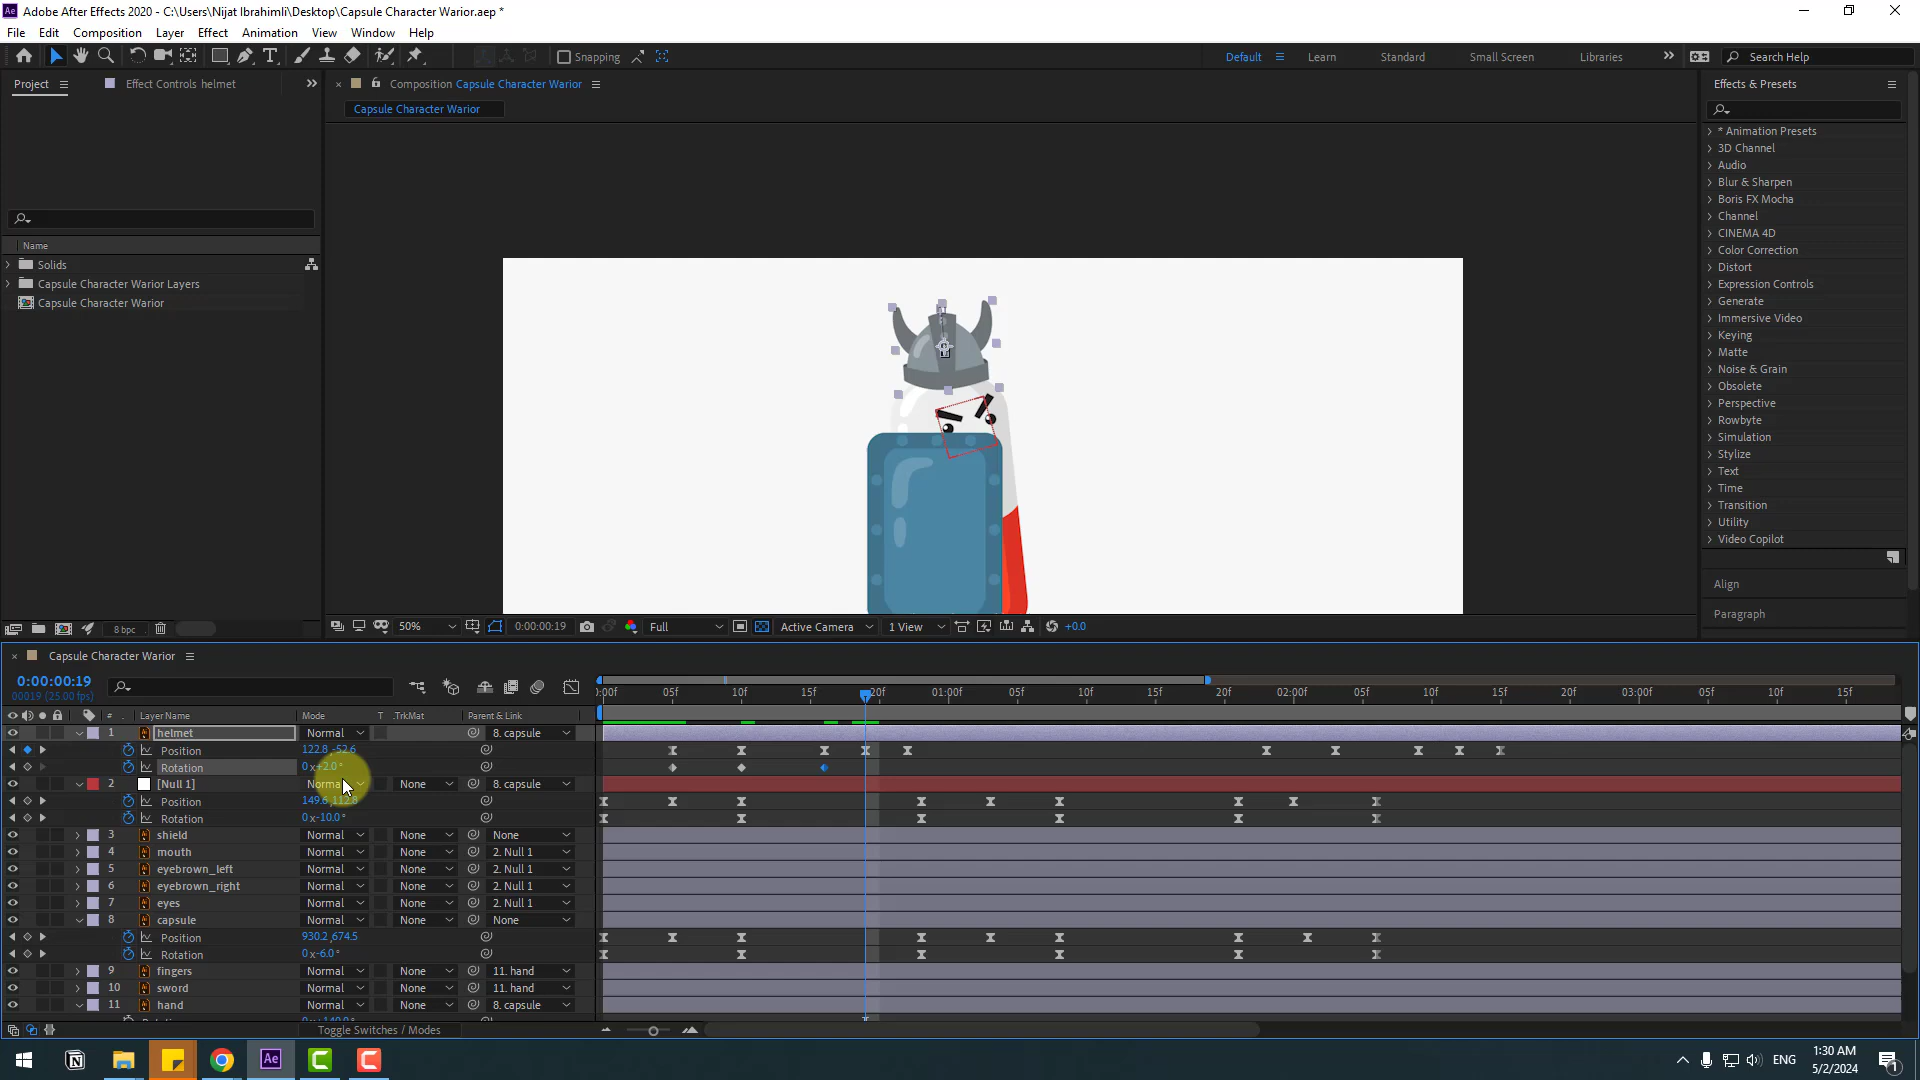 Adobe After Effects 2020 - C:\Users\Nijat Ibrahimli\Desktop\Capsule Character Warior.aep *
File Edit Composition Layer Effect Animation View Window Help
Snapping Default Learn Standard Small Screen Libraries Search Help
Project Effect Controls helmet
Composition Capsule Character Warior
Capsule Character Warior
Name
Solids
Capsule Character Warior Layers
Capsule Character Warior
8 bpc
50% 0:00:00:19 Full Active Camera 1 View +0.0
Effects & Presets
* Animation Presets
3D Channel
Audio
Blur & Sharpen
Boris FX Mocha
Channel
CINEMA 4D
Color Correction
Distort
Expression Controls
Generate
Immersive Video
Keying
Matte
Noise & Grain
Obsolete
Perspective
Rowbyte
Simulation
Stylize
Text
Time
Transition
Utility
Video Copilot
Align
Paragraph
Capsule Character Warior
0:00:00:19
00019 (25.00 fps)
:00f 05f 10f 15f 20f 01:00f 05f 10f 15f 20f 02:00f 05f 10f 15f 20f 03:00f 05f 10f 15f
# Layer Name Mode T .TrkMat Parent & Link
1 helmet Normal 8. capsule
Position 122.8,-52.6
Rotation 0x+2.0°
2 [Null 1] Normal None 8. capsule
Position 149.6,112.8
Rotation 0x-10.0°
3 shield Normal None None
4 mouth Normal None 2. Null 1
5 eyebrown_left Normal None 2. Null 1
6 eyebrown_right Normal None 2. Null 1
7 eyes Normal None 2. Null 1
8 capsule Normal None None
Position 930.2,674.5
Rotation 0x-6.0°
9 fingers Normal None 11. hand
10 sword Normal None 11. hand
11 hand Normal None 8. capsule
Toggle Switches / Modes
ENG
1:30 AM
5/2/2024
1